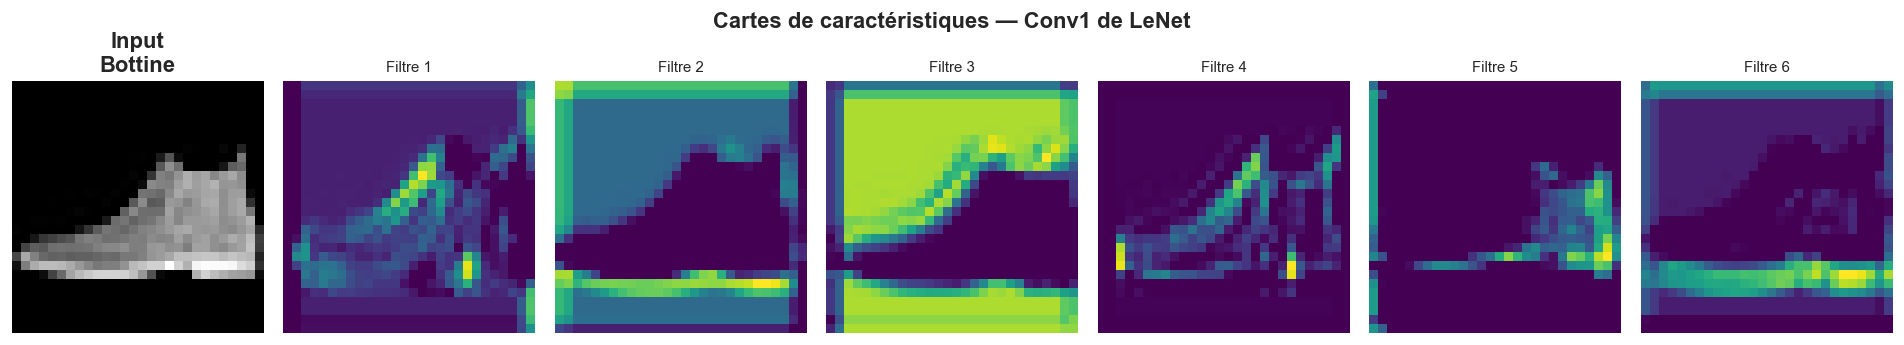 Cartes de caractéristiques — Conv1 de LeNet
Input
Bottine
Filtre 1
Filtre 2
Filtre 3
Filtre 4
Filtre 5
Filtre 6